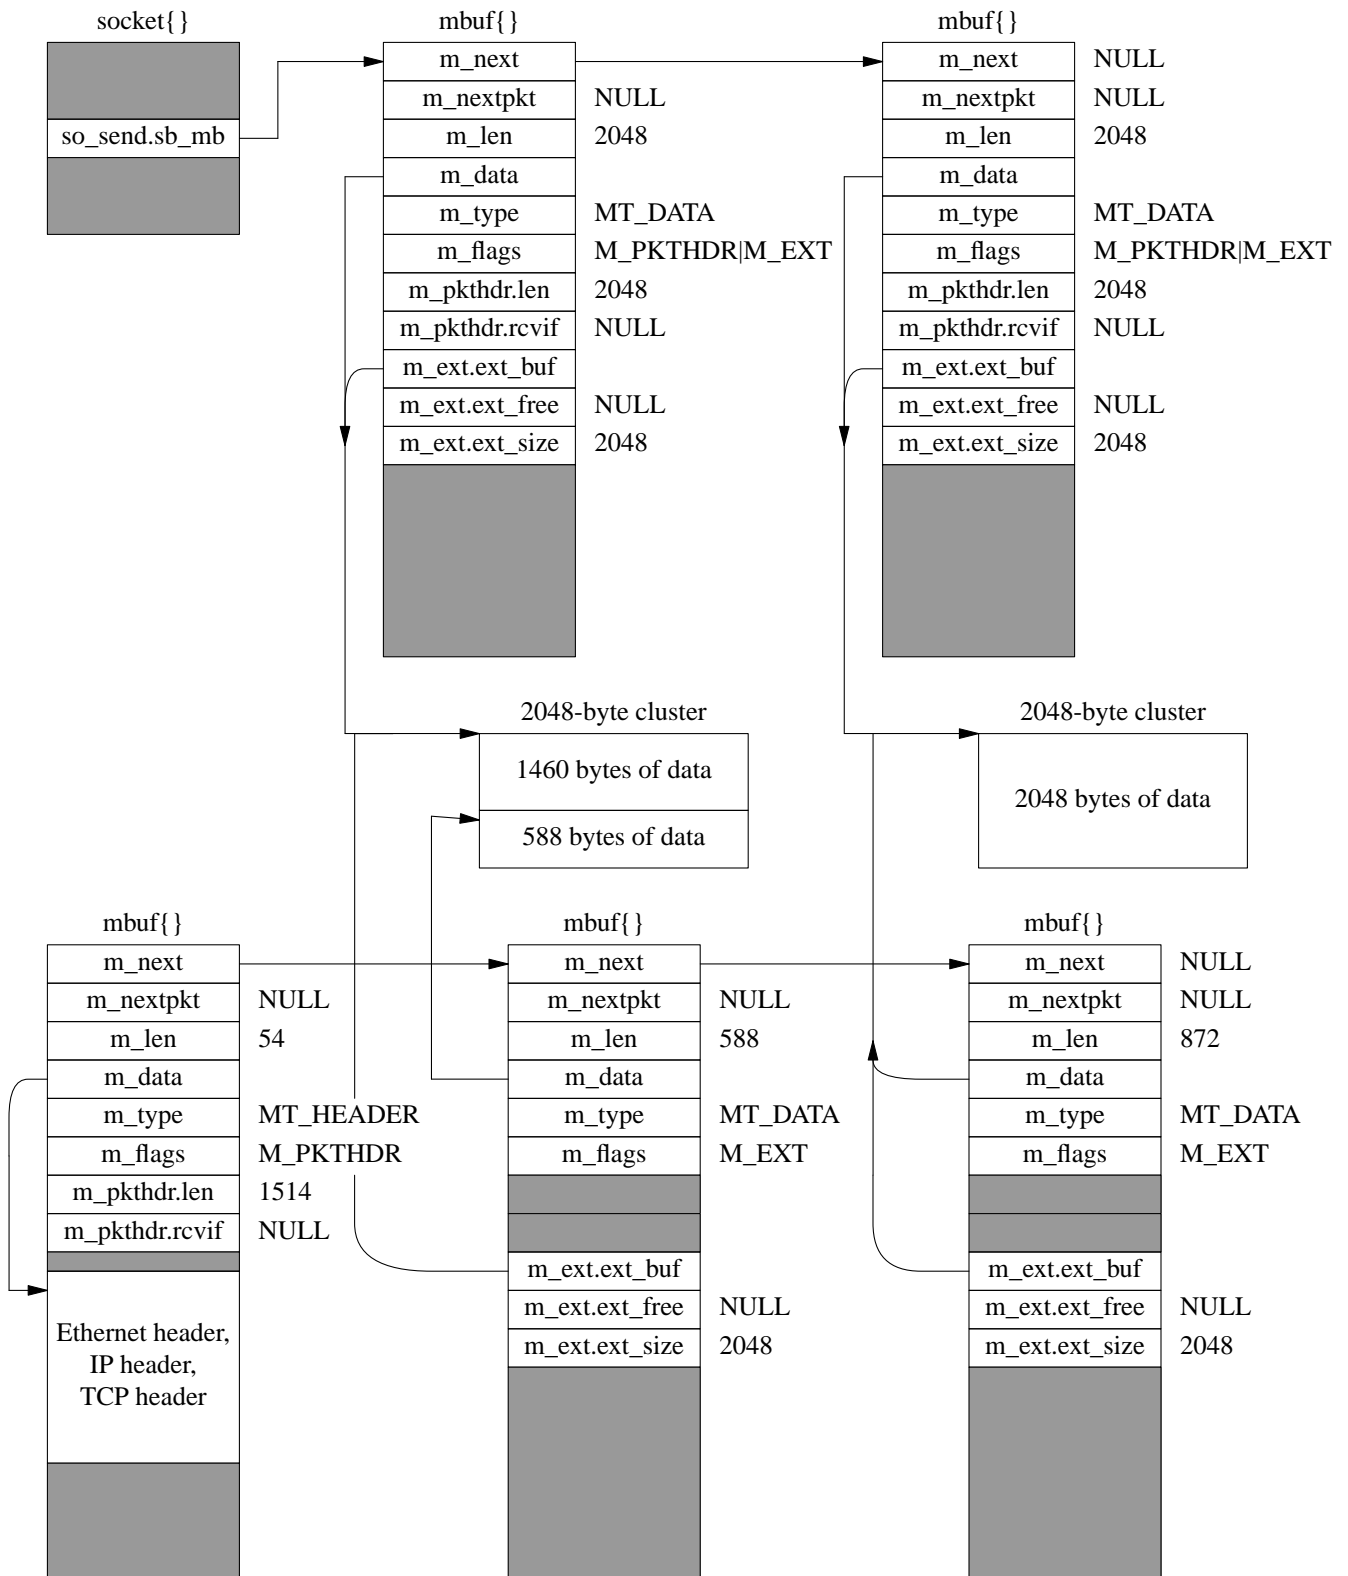 socket{}
mbuf{}
mbuf{}
m_next
m_next NULL
m_nextpkt NULL
m_nextpkt NULL
so_send.sb_mb
m_len 2048
m_len 2048
m_data
m_data
m_type MT_DATA
m_type MT_DATA
m_flags M_PKTHDR|M_EXT
m_flags M_PKTHDR|M_EXT
m_pkthdr.len 2048
m_pkthdr.len 2048
m_pkthdr.rcvif NULL
m_pkthdr.rcvif NULL
m_ext.ext_buf
m_ext.ext_buf
m_ext.ext_free NULL
m_ext.ext_free NULL
m_ext.ext_size 2048
m_ext.ext_size 2048
2048-byte cluster
2048-byte cluster
1460 bytes of data
2048 bytes of data
588 bytes of data
mbuf{}
mbuf{}
mbuf{}
m_next
m_next
m_next NULL
m_nextpkt NULL
m_nextpkt NULL
m_nextpkt NULL
m_len 54
m_len 588
m_len 872
m_data
m_data
m_data
m_type MT_HEADER
m_type MT_DATA
m_type MT_DATA
m_flags M_PKTHDR
m_flags M_EXT
m_flags M_EXT
m_pkthdr.len 1514
m_pkthdr.rcvif NULL
m_ext.ext_buf
m_ext.ext_buf
m_ext.ext_free NULL
m_ext.ext_free NULL
Ethernet header,
IP header,
TCP header
m_ext.ext_size 2048
m_ext.ext_size 2048